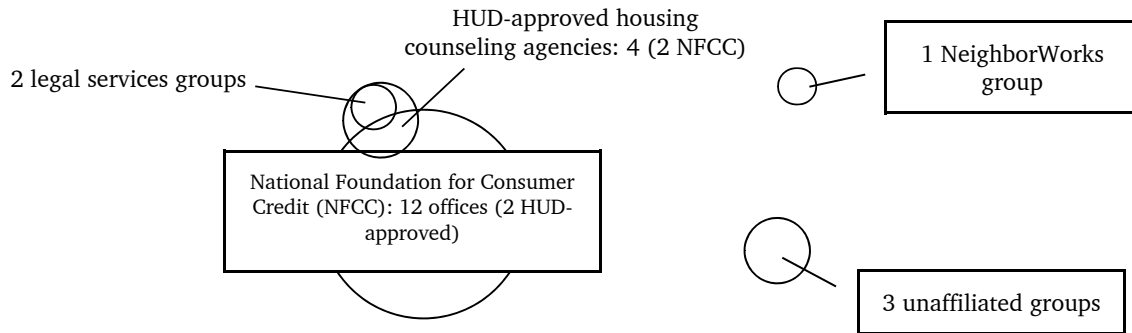 HUD-approved housing
counseling agencies: 4 (2 NFCC)
2 legal services groups
1 NeighborWorks
group
National Foundation for Consumer
Credit (NFCC): 12 offices (2 HUD-
approved)
3 unaffiliated groups